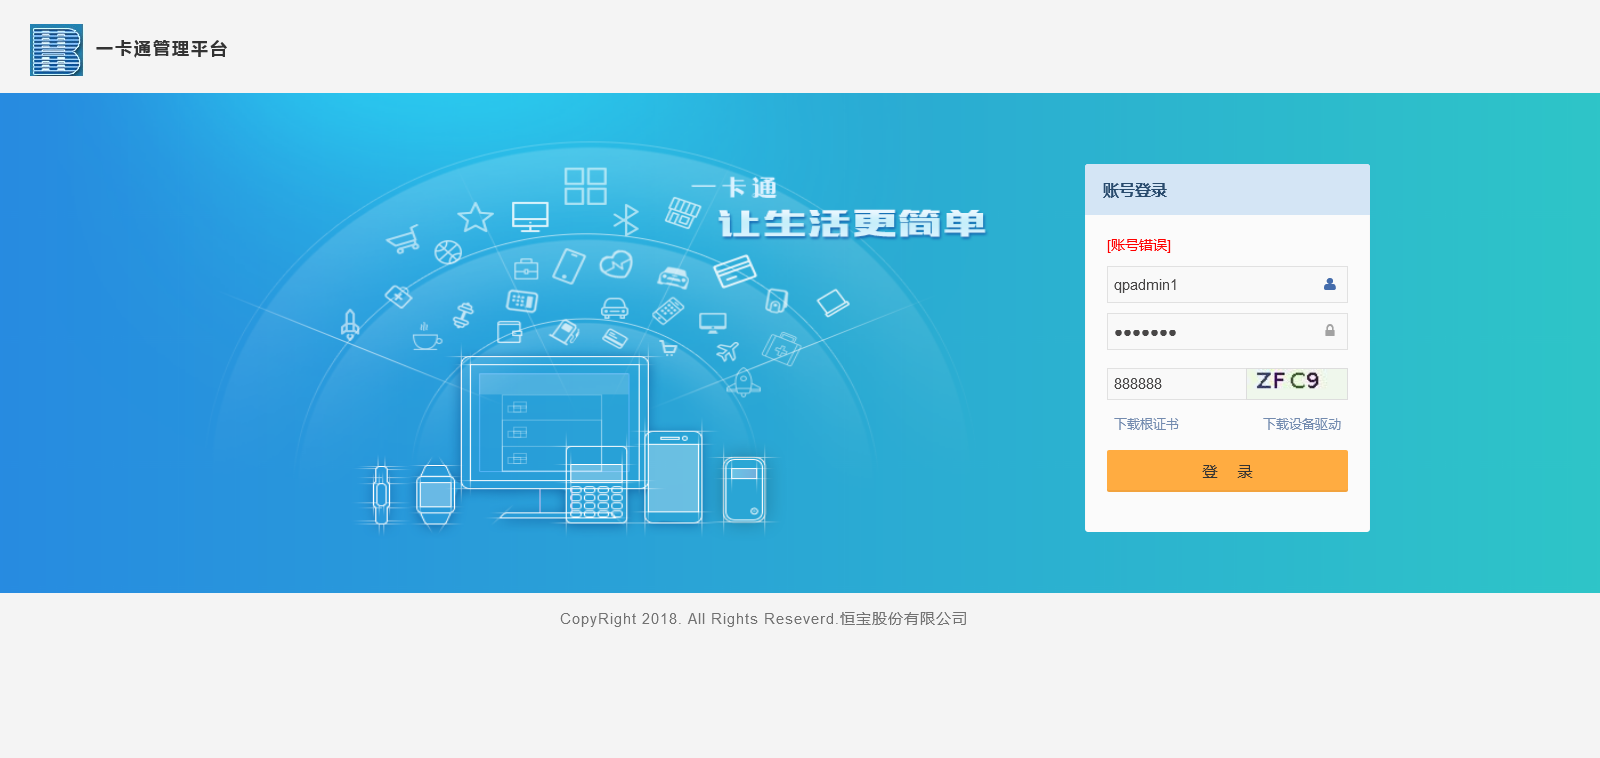 一卡通管理平台
一卡通
让生活更简单
账号登录
[账号错误]
qpadmin1
●●●●●●●
888888
ZFC9
下载根证书
下载设备驱动
登 录
CopyRight 2018. All Rights Reseverd.恒宝股份有限公司